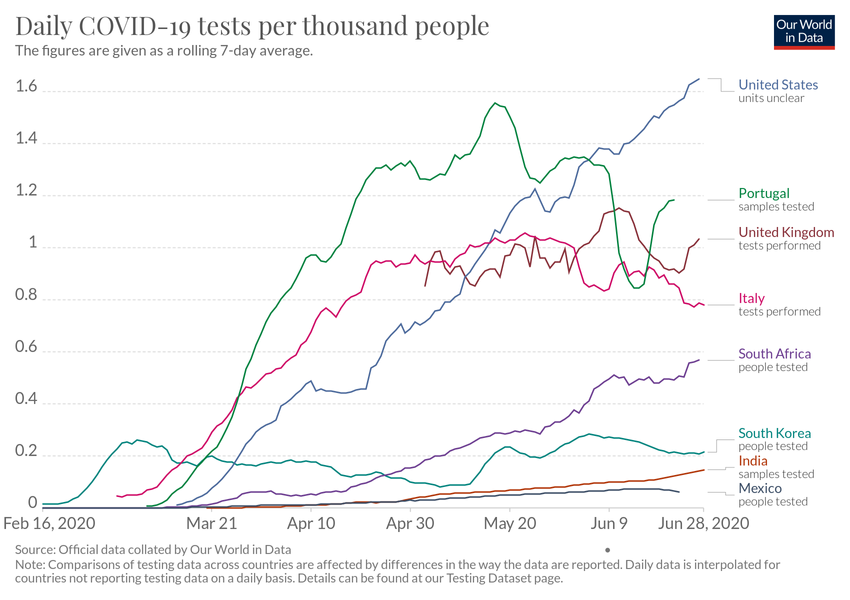 Daily COVID-19 tests per thousand people
The figures are given as a rolling 7-day average.
Our World
in Data
1.6
1.4
1.2
1
0.8
0.6
0.4
0.2
0
United States
units unclear
Portugal
samples tested
United Kingdom
tests performed
Italy
tests performed
South Africa
people tested
South Korea
people tested
India
samples tested
Mexico
people tested
Feb 16, 2020
Mar 21
Apr 10
Apr 30
May 20
Jun 9
Jun 28, 2020
Source: Official data collated by Our World in Data
Note: Comparisons of testing data across countries are affected by differences in the way the data are reported. Daily data is interpolated for
countries not reporting testing data on a daily basis. Details can be found at our Testing Dataset page.